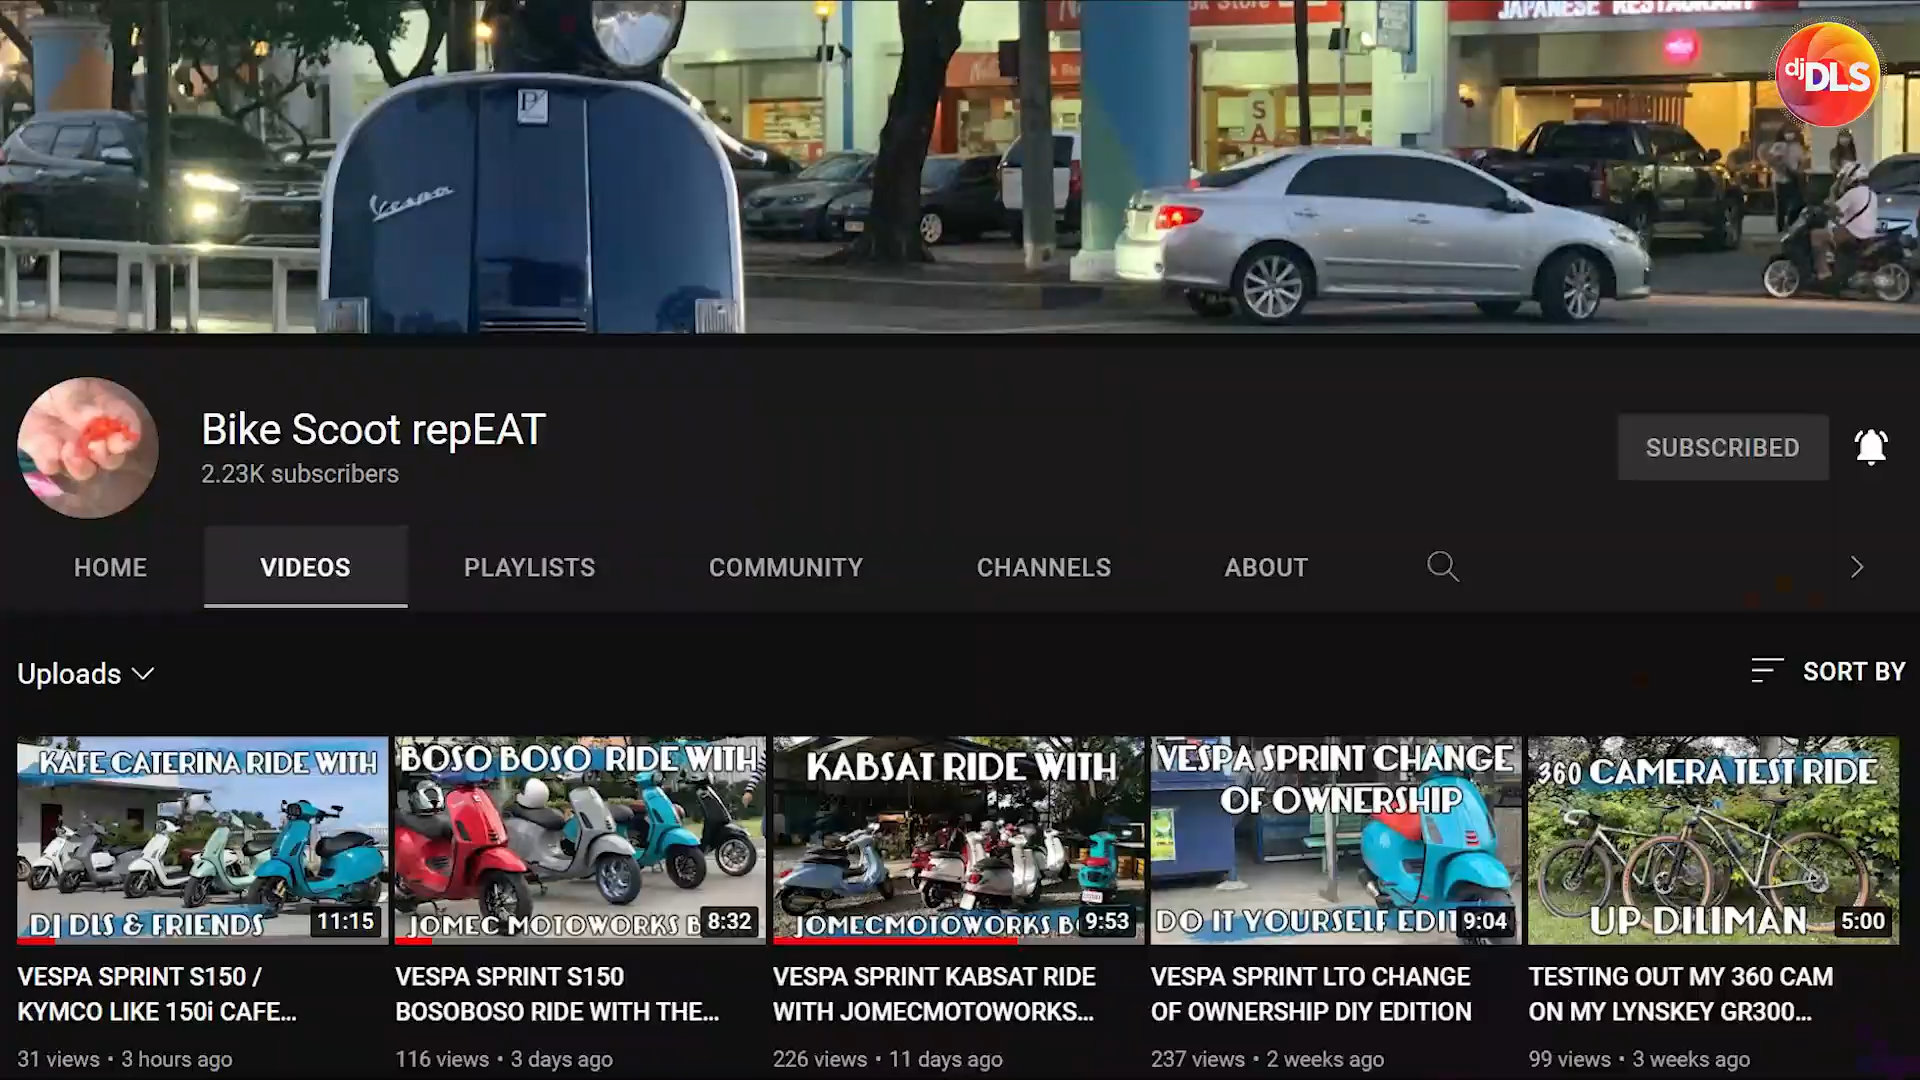 JAPANESE RESTAURANT
djDLS
Vespa
SA
Bike Scoot repEAT
2.23K subscribers
SUBSCRIBED
HOME
VIDEOS
PLAYLISTS
COMMUNITY
CHANNELS
ABOUT
Uploads
SORT BY
KAFE CATERINA RIDE WITH
DJ DLS & FRIENDS
11:15
BOSO BOSO RIDE WITH
JOMEC MOTOWORKS B
8:32
KABSAT RIDE WITH
JOMECMOTOWORKS B
9:53
VESPA SPRINT CHANGE
OF OWNERSHIP
DO IT YOURSELF EDIT
9:04
360 CAMERA TEST RIDE
UP DILIMAN
5:00
VESPA SPRINT S150 /
KYMCO LIKE 150i CAFE...
31 views • 3 hours ago
VESPA SPRINT S150
BOSOBOSO RIDE WITH THE...
116 views • 3 days ago
VESPA SPRINT KABSAT RIDE
WITH JOMECMOTOWORKS...
226 views • 11 days ago
VESPA SPRINT LTO CHANGE
OF OWNERSHIP DIY EDITION
237 views • 2 weeks ago
TESTING OUT MY 360 CAM
ON MY LYNSKEY GR300...
99 views • 3 weeks ago